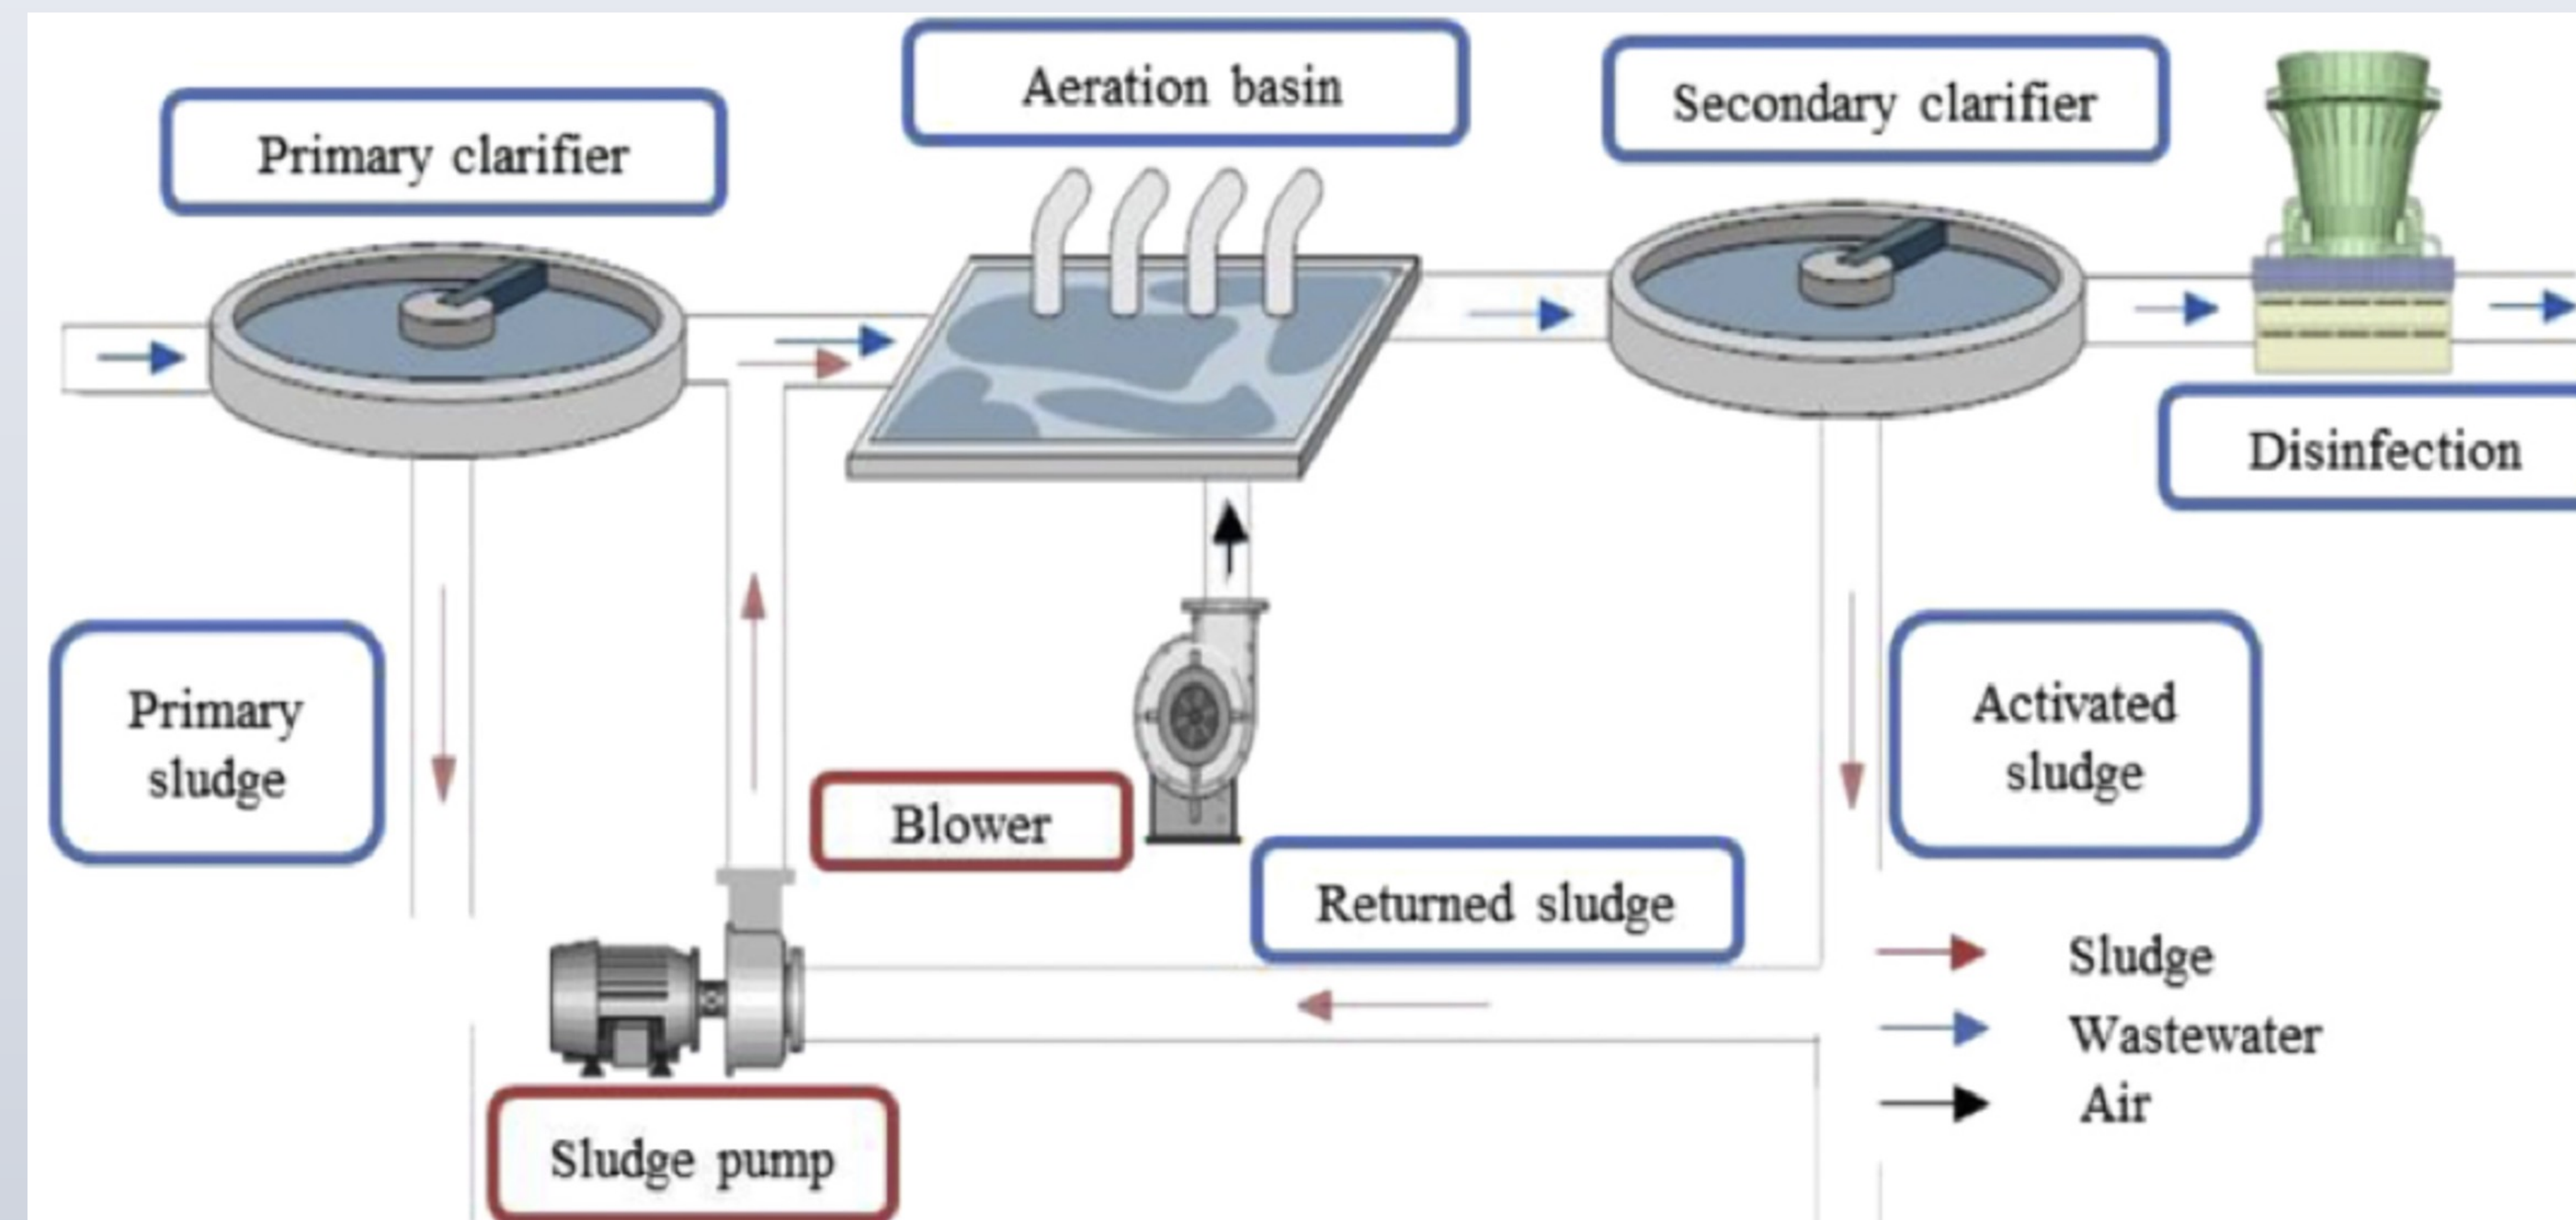 Aeration basin
Secondary clarifier
Primary clarifier
Disinfection
Primary
sludge
Activated
sludge
Blower
Returned sludge
Sludge
Wastewater
Air
Sludge pump